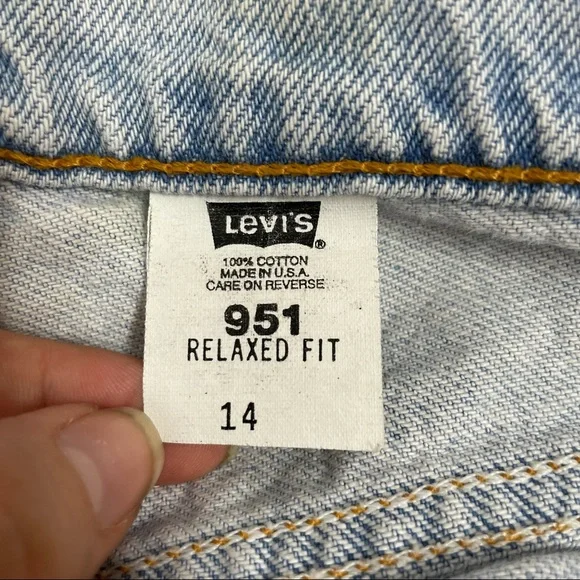 Levi's ®
100% COTTON
MADE IN U.S.A.
CARE ON REVERSE
951
RELAXED FIT
14